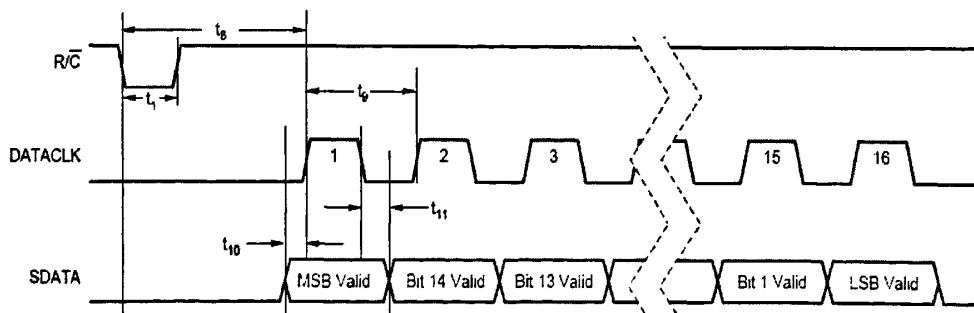 t8
R/C̅
t1
t9
DATACLK
1
2
3
15
16
t11
t10
SDATA
MSB Valid
Bit 14 Valid
Bit 13 Valid
Bit 1 Valid
LSB Valid